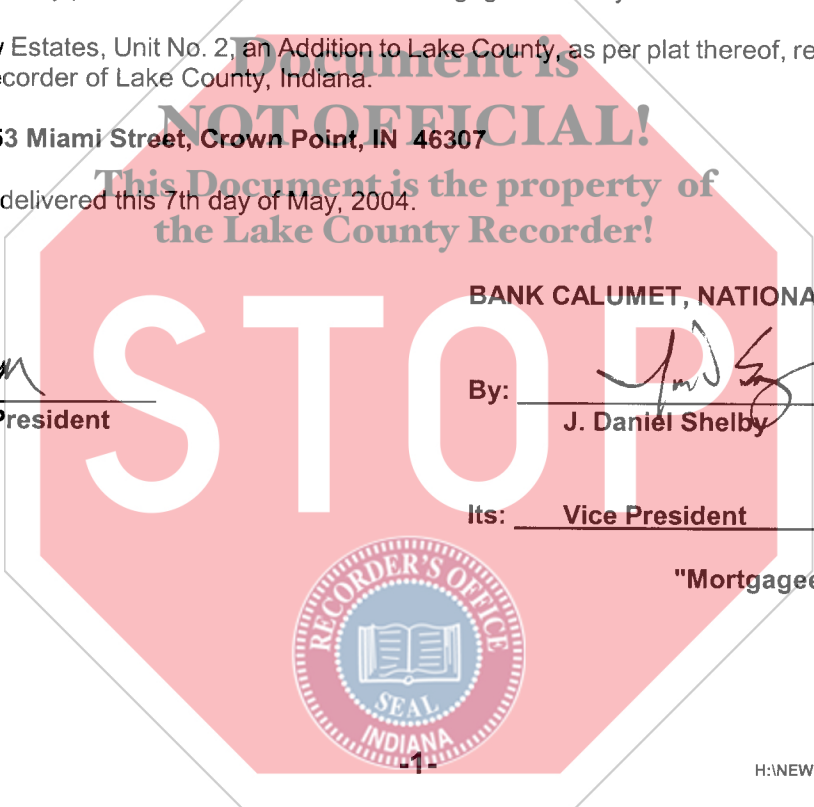 Estates, Unit No. 2, an Addition to Lake County, as per plat thereof, re
corder of Lake County, Indiana.
Document is
NOT OFFICIAL!
This Document is the property of
the Lake County Recorder!
53 Miami Street, Crown Point, IN 46307
delivered this 7th day of May, 2004.
BANK CALUMET, NATIONA
By:
President
J. Daniel Shelby
STOP
Its: Vice President
"Mortgagee
RECORDER'S OFFICE
SEAL
INDIANA
-1-
H:\NEW